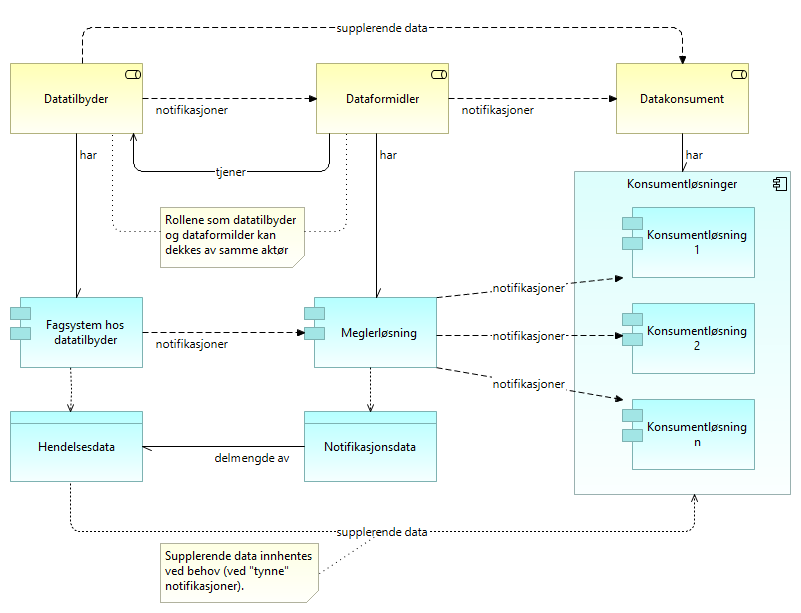 supplerende data
Datatilbyder
Dataformidler
Datakonsument
notifikasjoner
notifikasjoner
har
har
har
tjener
Konsumentløsninger
Rollene som datatilbyder
og dataformilder kan
dekkes av samme aktør
Konsumentløsning
1
notifikasjoner
Fagsystem hos
datatilbyder
Meglerløsning
notifikasjoner
notifikasjoner
Konsumentløsning
2
notifikasjoner
Konsumentløsning
n
Hendelsesdata
Notifikasjonsdata
delmengde av
supplerende data
Supplerende data innhentes
ved behov (ved "tynne"
notifikasjoner).